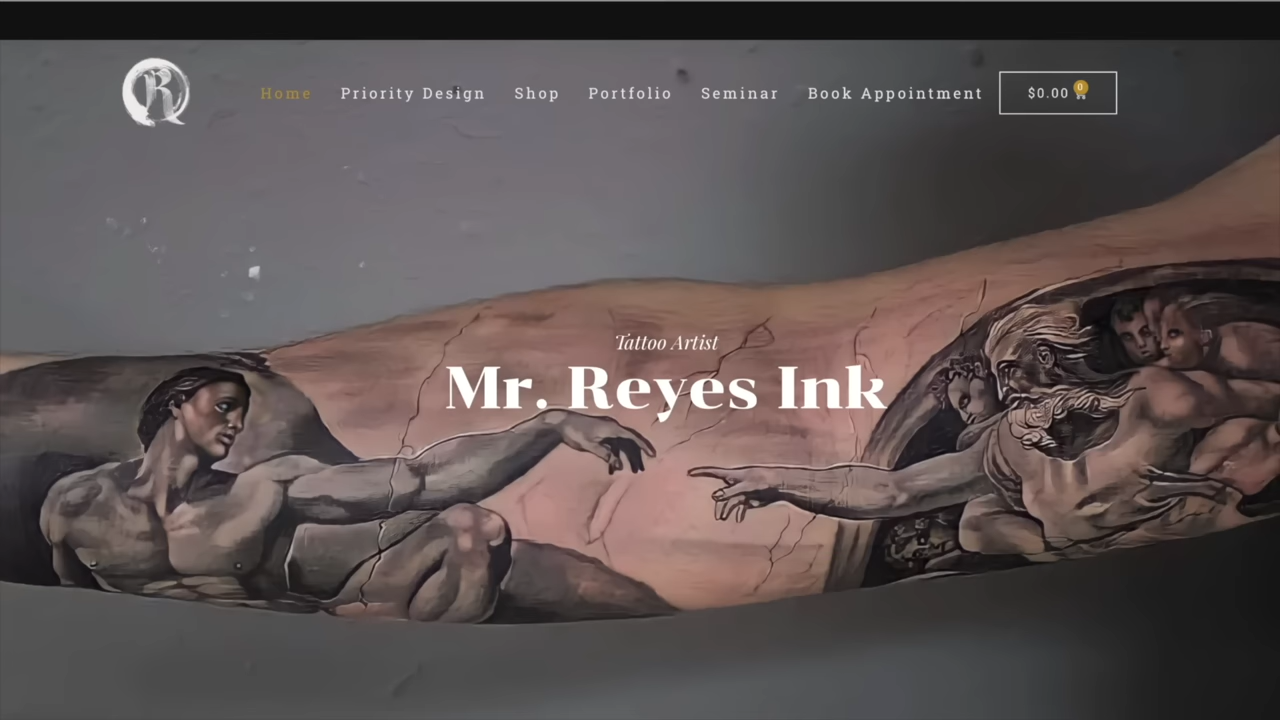 R
Home Priority Design Shop Portfolio Seminar Book Appointment $0.00 0
Tattoo Artist
Mr. Reyes Ink